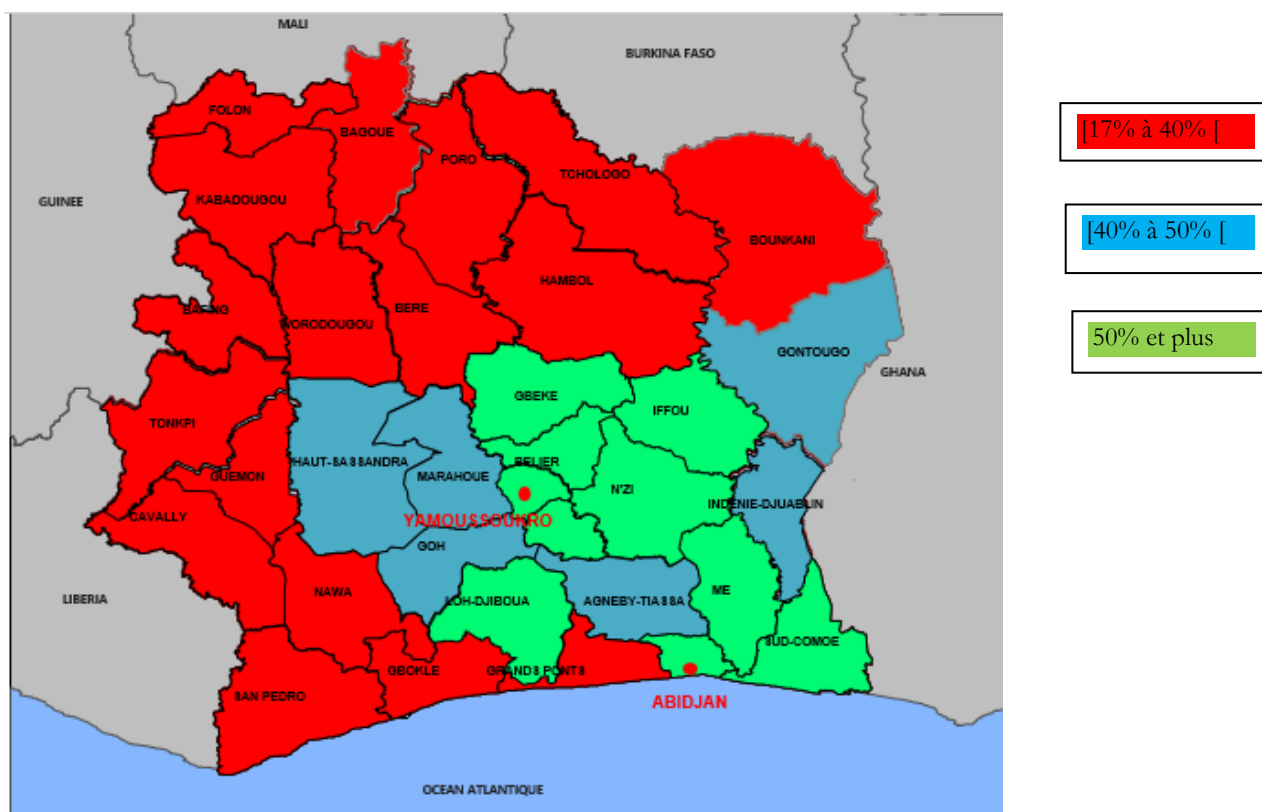 MALI
BURKINA FASO
FOLON
BAGOUE
PORO
TCHOLOGO
KABADOUGOU
GUINEE
BOUNKANI
HAMBOL
BAFING
WORODOUGOU
BERE
GONTOUGO
GHANA
GBEKE
IFFOU
TONKPI
HAUT-SASSANDRA
MARAHOUE
BELIER
N'ZI
GUEMON
INDENIE-DJUABLIN
CAVALLY
YAMOUSSOUKRO
GOH
LIBERIA
NAWA
LOH-DJIBOUA
AGNEBY-TIASSA
ME
SUD-COMOE
GBOKLE
GRANDS PONTS
SAN PEDRO
ABIDJAN
OCEAN ATLANTIQUE
[17% à 40% [
[40% à 50% [
50% et plus